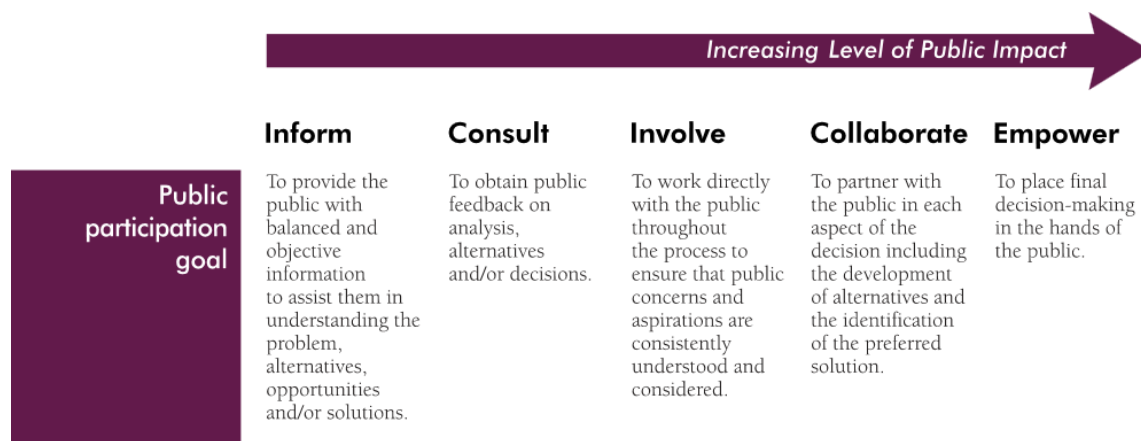 Increasing Level of Public Impact
Inform
Consult
Involve
Collaborate
Empower
Public
participation
goal
To provide the
public with
balanced and
objective
information
to assist them in
understanding the
problem,
alternatives,
opportunities
and/or solutions.
To obtain public
feedback on
analysis,
alternatives
and/or decisions.
To work directly
with the public
throughout
the process to
ensure that public
concerns and
aspirations are
consistently
understood and
considered.
To partner with
the public in each
aspect of the
decision including
the development
of alternatives and
the identification
of the preferred
solution.
To place final
decision-making
in the hands of
the public.